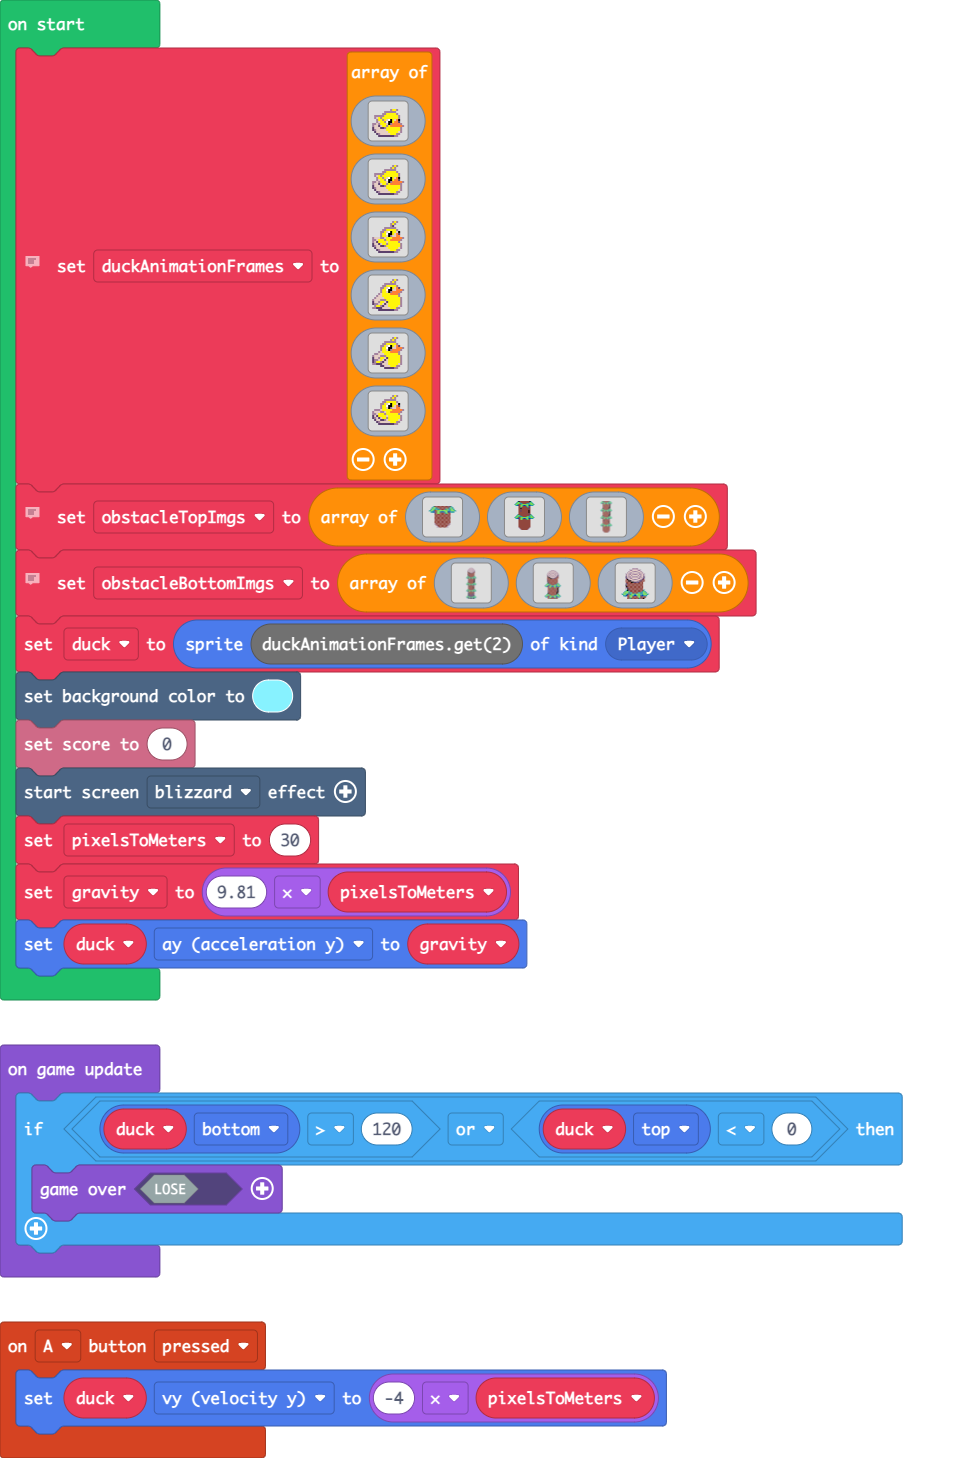 on start
array of
set duckAnimationFrames to
set obstacleTopImgs to array of
set obstacleBottomImgs to array of
set duck to sprite duckAnimationFrames.get(2) of kind Player
set background color to
set score to 0
start screen blizzard effect
set pixelsToMeters to 30
set gravity to 9.81 × pixelsToMeters
set duck ay (acceleration y) to gravity
on game update
if duck bottom > 120 or duck top < 0 then
game over LOSE
on A button pressed
set duck vy (velocity y) to -4 × pixelsToMeters